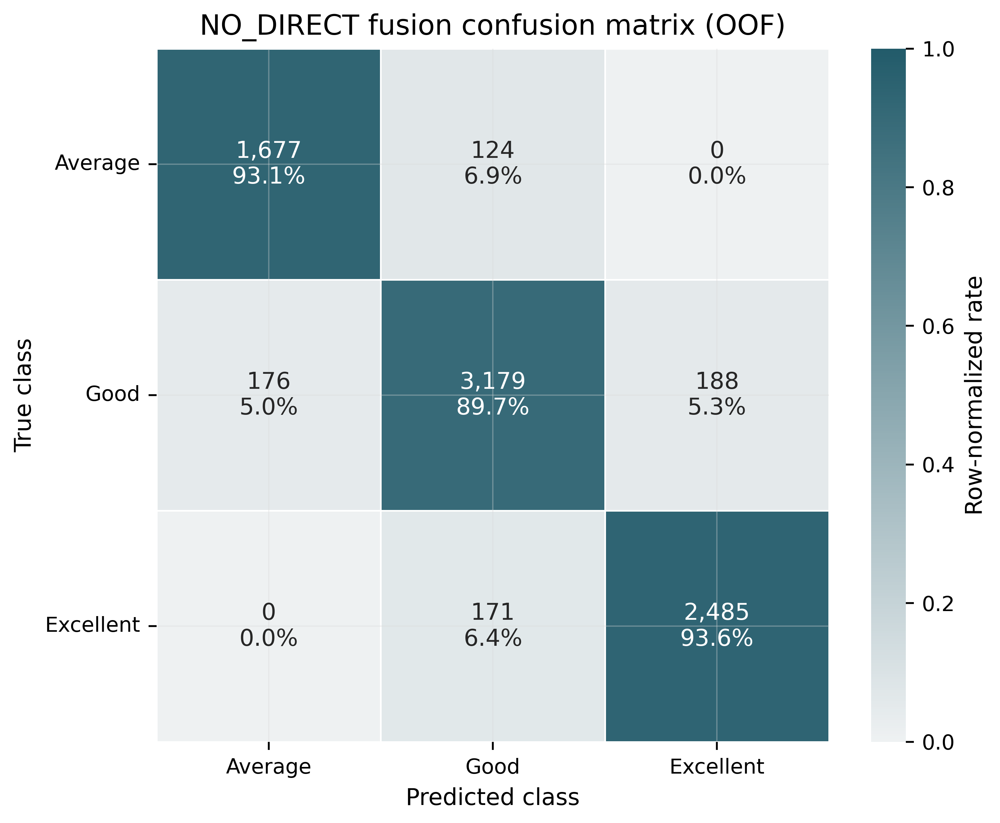 NO_DIRECT fusion confusion matrix (OOF)
True class
Average
1,677
93.1%
124
6.9%
0
0.0%
Good
176
5.0%
3,179
89.7%
188
5.3%
Excellent
0
0.0%
171
6.4%
2,485
93.6%
Average
Good
Excellent
Predicted class
1.0
0.8
0.6
0.4
0.2
0.0
Row-normalized rate